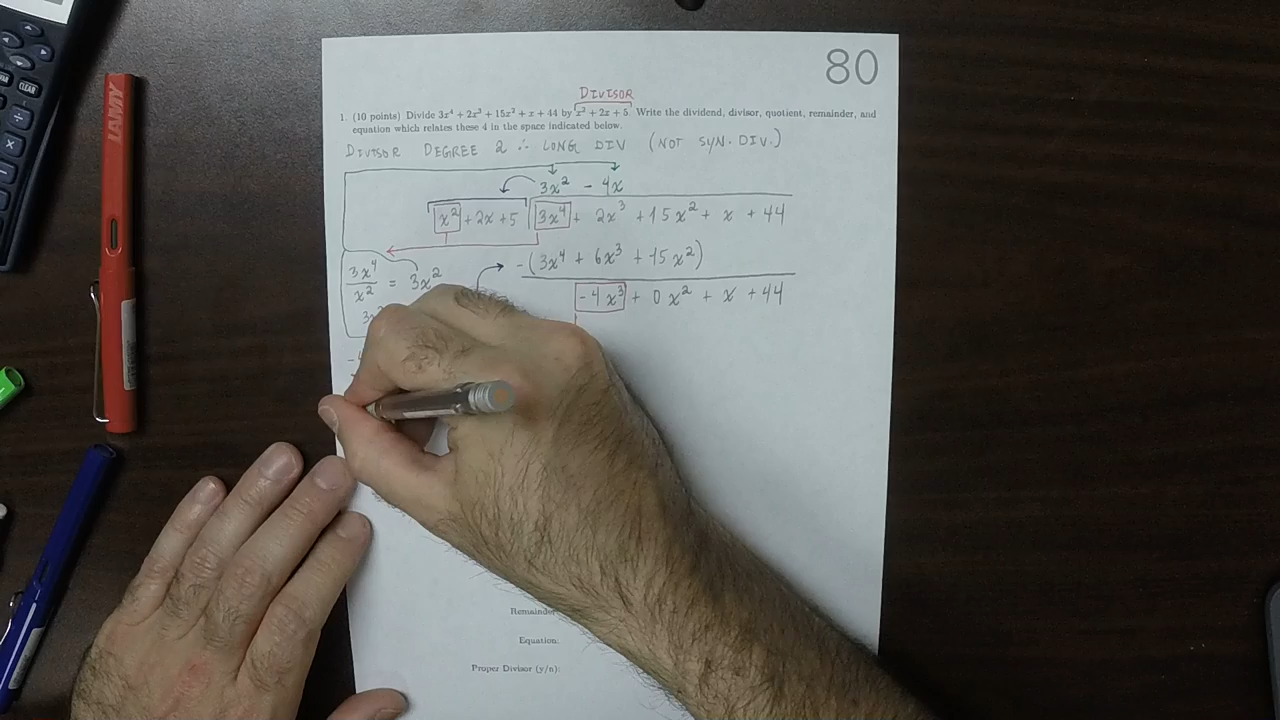 80
DIVISOR
1. (10 points) Divide 3x⁴ + 2x³ + 15x² + x + 44 by x² + 2x + 5. Write the dividend, divisor, quotient, remainder, and
equation which relates these 4 in the space indicated below.
DIVISOR DEGREE 2 ∴ LONG DIV (NOT SYN. DIV.)
3x² - 4x
x² + 2x + 5 3x⁴ + 2x³ + 15x² + x + 44
-(3x⁴ + 6x³ + 15x²)
3x⁴/x² = 3x²
-4x³ + 0x² + x + 44
Remainder
Equation:
Proper Divisor (y/n):
LAMY
CLEAR